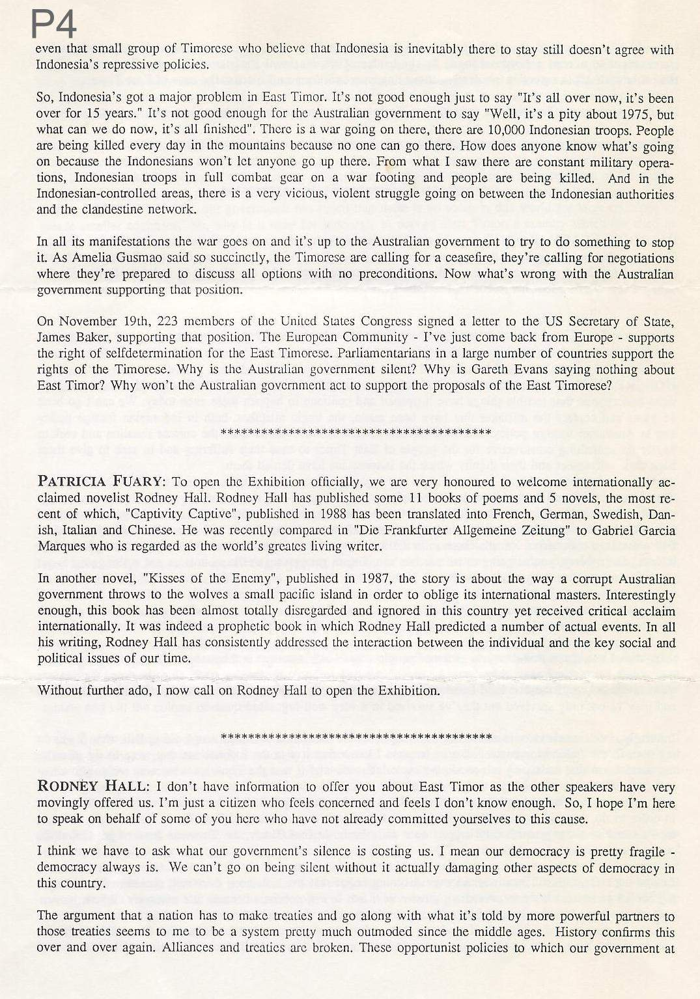 P4
even that small group of Timorese who believe that Indonesia is inevitably there to stay still doesn't agree with
Indonesia's repressive policies.
So, Indonesia's got a major problem in East Timor. It's not good enough just to say "It's all over now, it's been
over for 15 years." It's not good enough for the Australian government to say "Well, it's a pity about 1975, but
what can we do now, it's all finished". There is a war going on there, there are 10,000 Indonesian troops. People
are being killed every day in the mountains because no one can go there. How does anyone know what's going
on because the Indonesians won't let anyone go up there. From what I saw there are constant military opera-
tions, Indonesian troops in full combat gear on a war footing and people are being killed. And in the
Indonesian-controlled areas, there is a very vicious, violent struggle going on between the Indonesian authorities
and the clandestine network.
In all its manifestations the war goes on and it's up to the Australian government to try to do something to stop
it. As Amelia Gusmao said so succinctly, the Timorese are calling for a ceasefire, they're calling for negotiations
where they're prepared to discuss all options with no preconditions. Now what's wrong with the Australian
government supporting that position.
On November 19th, 223 members of the United States Congress signed a letter to the US Secretary of State,
James Baker, supporting that position. The European Community - I've just come back from Europe - supports
the right of selfdetermination for the East Timorese. Parliamentarians in a large number of countries support the
rights of the Timorese. Why is the Australian government silent? Why is Gareth Evans saying nothing about
East Timor? Why won't the Australian government act to support the proposals of the East Timorese?
****************************************
PATRICIA FUARY: To open the Exhibition officially, we are very honoured to welcome internationally ac-
claimed novelist Rodney Hall. Rodney Hall has published some 11 books of poems and 5 novels, the most re-
cent of which, "Captivity Captive", published in 1988 has been translated into French, German, Swedish, Dan-
ish, Italian and Chinese. He was recently compared in "Die Frankfurter Allgemeine Zeitung" to Gabriel Garcia
Marques who is regarded as the world's greates living writer.
In another novel, "Kisses of the Enemy", published in 1987, the story is about the way a corrupt Australian
government throws to the wolves a small pacific island in order to oblige its international masters. Interestingly
enough, this book has been almost totally disregarded and ignored in this country yet received critical acclaim
internationally. It was indeed a prophetic book in which Rodney Hall predicted a number of actual events. In all
his writing, Rodney Hall has consistently addressed the interaction between the individual and the key social and
political issues of our time.
Without further ado, I now call on Rodney Hall to open the Exhibition.
****************************************
RODNEY HALL: I don't have information to offer you about East Timor as the other speakers have very
movingly offered us. I'm just a citizen who feels concerned and feels I don't know enough. So, I hope I'm here
to speak on behalf of some of you here who have not already committed yourselves to this cause.
I think we have to ask what our government's silence is costing us. I mean our democracy is pretty fragile -
democracy always is. We can't go on being silent without it actually damaging other aspects of democracy in
this country.
The argument that a nation has to make treaties and go along with what it's told by more powerful partners to
those treaties seems to me to be a system pretty much outmoded since the middle ages. History confirms this
over and over again. Alliances and treaties are broken. These opportunist policies to which our government at